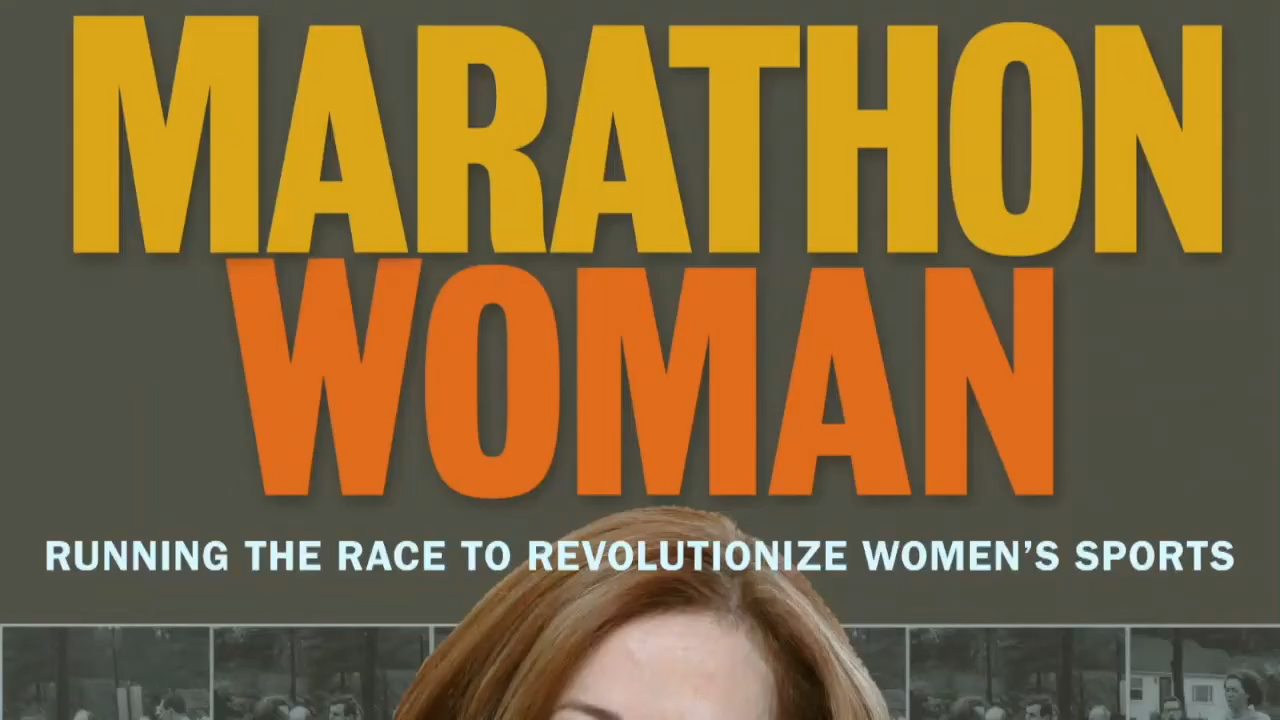 MARATHON
WOMAN
RUNNING THE RACE TO REVOLUTIONIZE WOMEN’S SPORTS